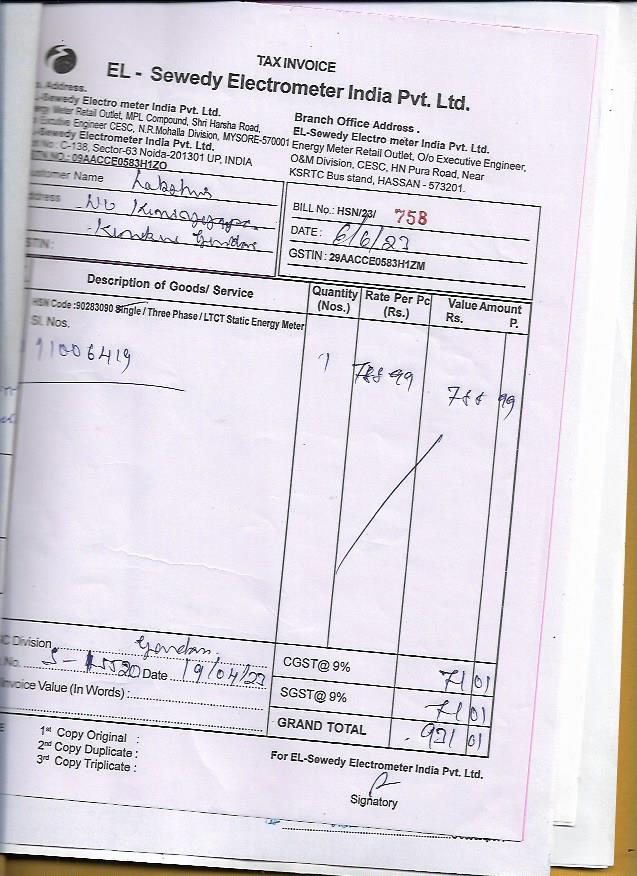 TAX INVOICE
EL - Sewedy Electrometer India Pvt. Ltd.
Address.
-Sewedy Electro meter India Pvt. Ltd.
Meter Retail Outlet, MPL Compound, Shri Harsha Road,
Executive Engineer CESC, N.R.Mohalla Division, MYSORE-570001
-Sewedy Electrometer India Pvt. Ltd.
C-138, Sector-63 Noida-201301 UP. INDIA
09AACCE0583H1ZO
Branch Office Address .
EL-Sewedy Electro meter India Pvt. Ltd.
Energy Meter Retail Outlet, O/o Executive Engineer,
O&M Division, CESC, HN Pura Road, Near
KSRTC Bus stand, HASSAN - 573201.
ustomer Name
ddress
STIN:
BILL No.: HSN/23/ 758
DATE : 6/6/23
GSTIN : 29AACCE0583H1ZM
Description of Goods/ Service Quantity (Nos.) Rate Per Pc (Rs.) Value Amount Rs. P.
HSN Code :90283090 Single / Three Phase / LTCT Static Energy Meter
Sl. Nos.
91006419 1 788 99 788 99
C Division
.No. Date 19/04/23
Invoice Value (In Words) :
CGST@ 9% 71 01
SGST@ 9% 71 01
GRAND TOTAL 931 01
1st Copy Original :
2nd Copy Duplicate :
3rd Copy Triplicate :
For EL-Sewedy Electrometer India Pvt. Ltd.
Signatory